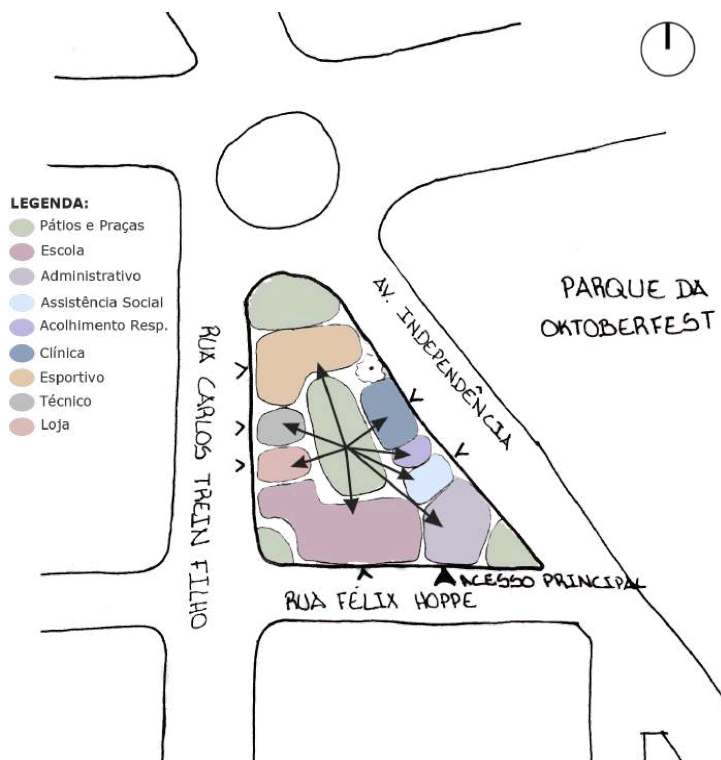 LEGENDA:
Pátios e Praças
Escola
Administrativo
Assistência Social
Acolhimento Resp.
Clínica
Esportivo
Técnico
Loja
AV. INDEPENDÊNCIA
PARQUE DA
OKTOBERFEST
RUA CARLOS TREIN FILHO
ACESSO PRINCIPAL
RUA FÉLIX HOPPE